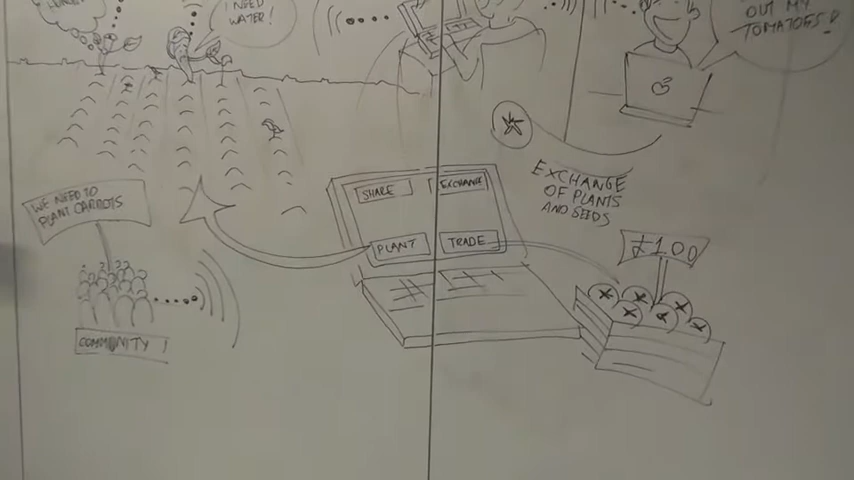 I NEED
WATER!
OUT MY
TOMATOES!
SHARE
EXCHANGE
EXCHANGE
OF PLANTS
AND SEEDS
WE NEED TO
PLANT CARROTS
PLANT
TRADE
£1.00
COMMUNITY!